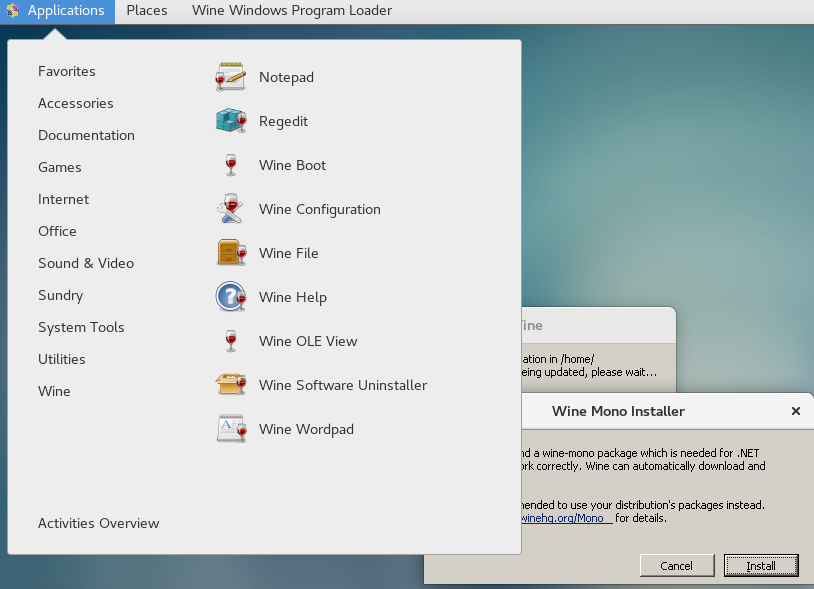 Applications Places Wine Windows Program Loader
Favorites
Accessories
Documentation
Games
Internet
Office
Sound & Video
Sundry
System Tools
Utilities
Wine
Activities Overview
Notepad
Regedit
Wine Boot
Wine Configuration
Wine File
Wine Help
Wine OLE View
Wine Software Uninstaller
Wine Wordpad
ine
ation in /home/
eing updated, please wait...
Wine Mono Installer
nd a wine-mono package which is needed for .NET
ork correctly. Wine can automatically download and
mended to use your distribution's packages instead.
winehq.org/Mono for details.
Cancel Install